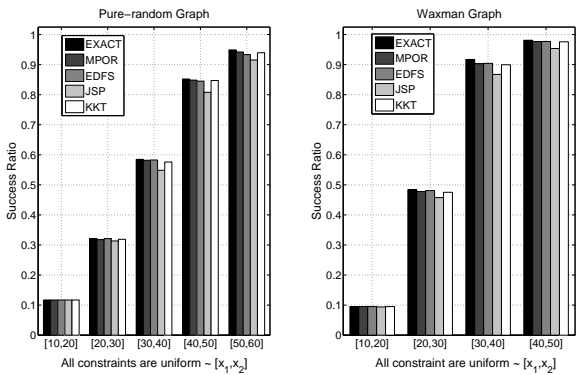 Pure−random Graph
Success Ratio
1
0.9
0.8
0.7
0.6
0.5
0.4
0.3
0.2
0.1
0
EXACT
MPOR
EDFS
JSP
KKT
[10,20] [20,30] [30,40] [40,50] [50,60]
All constraints are uniform ~ [x1,x2]
Waxman Graph
Success Ratio
1
0.9
0.8
0.7
0.6
0.5
0.4
0.3
0.2
0.1
0
EXACT
MPOR
EDFS
JSP
KKT
[10,20] [20,30] [30,40] [40,50]
All constraint are uniform ~ [x1,x2]